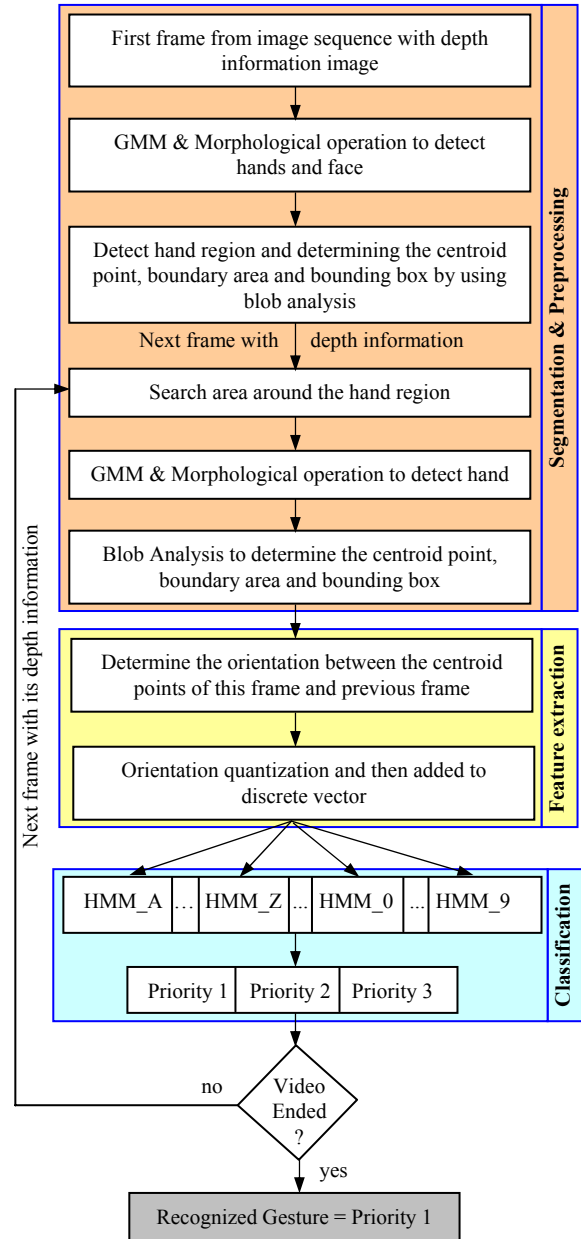 First frame from image sequence with depth
information image
GMM & Morphological operation to detect
hands and face
Detect hand region and determining the centroid
point, boundary area and bounding box by using
blob analysis
Next frame with depth information
Search area around the hand region
GMM & Morphological operation to detect hand
Blob Analysis to determine the centroid point,
boundary area and bounding box
Segmentation & Preprocessing
Next frame with its depth information
Determine the orientation between the centroid
points of this frame and previous frame
Orientation quantization and then added to
discrete vector
Feature extraction
HMM_A ... HMM_Z ... HMM_0 ... HMM_9
Priority 1 Priority 2 Priority 3
Classification
no
Video
Ended
?
yes
Recognized Gesture = Priority 1